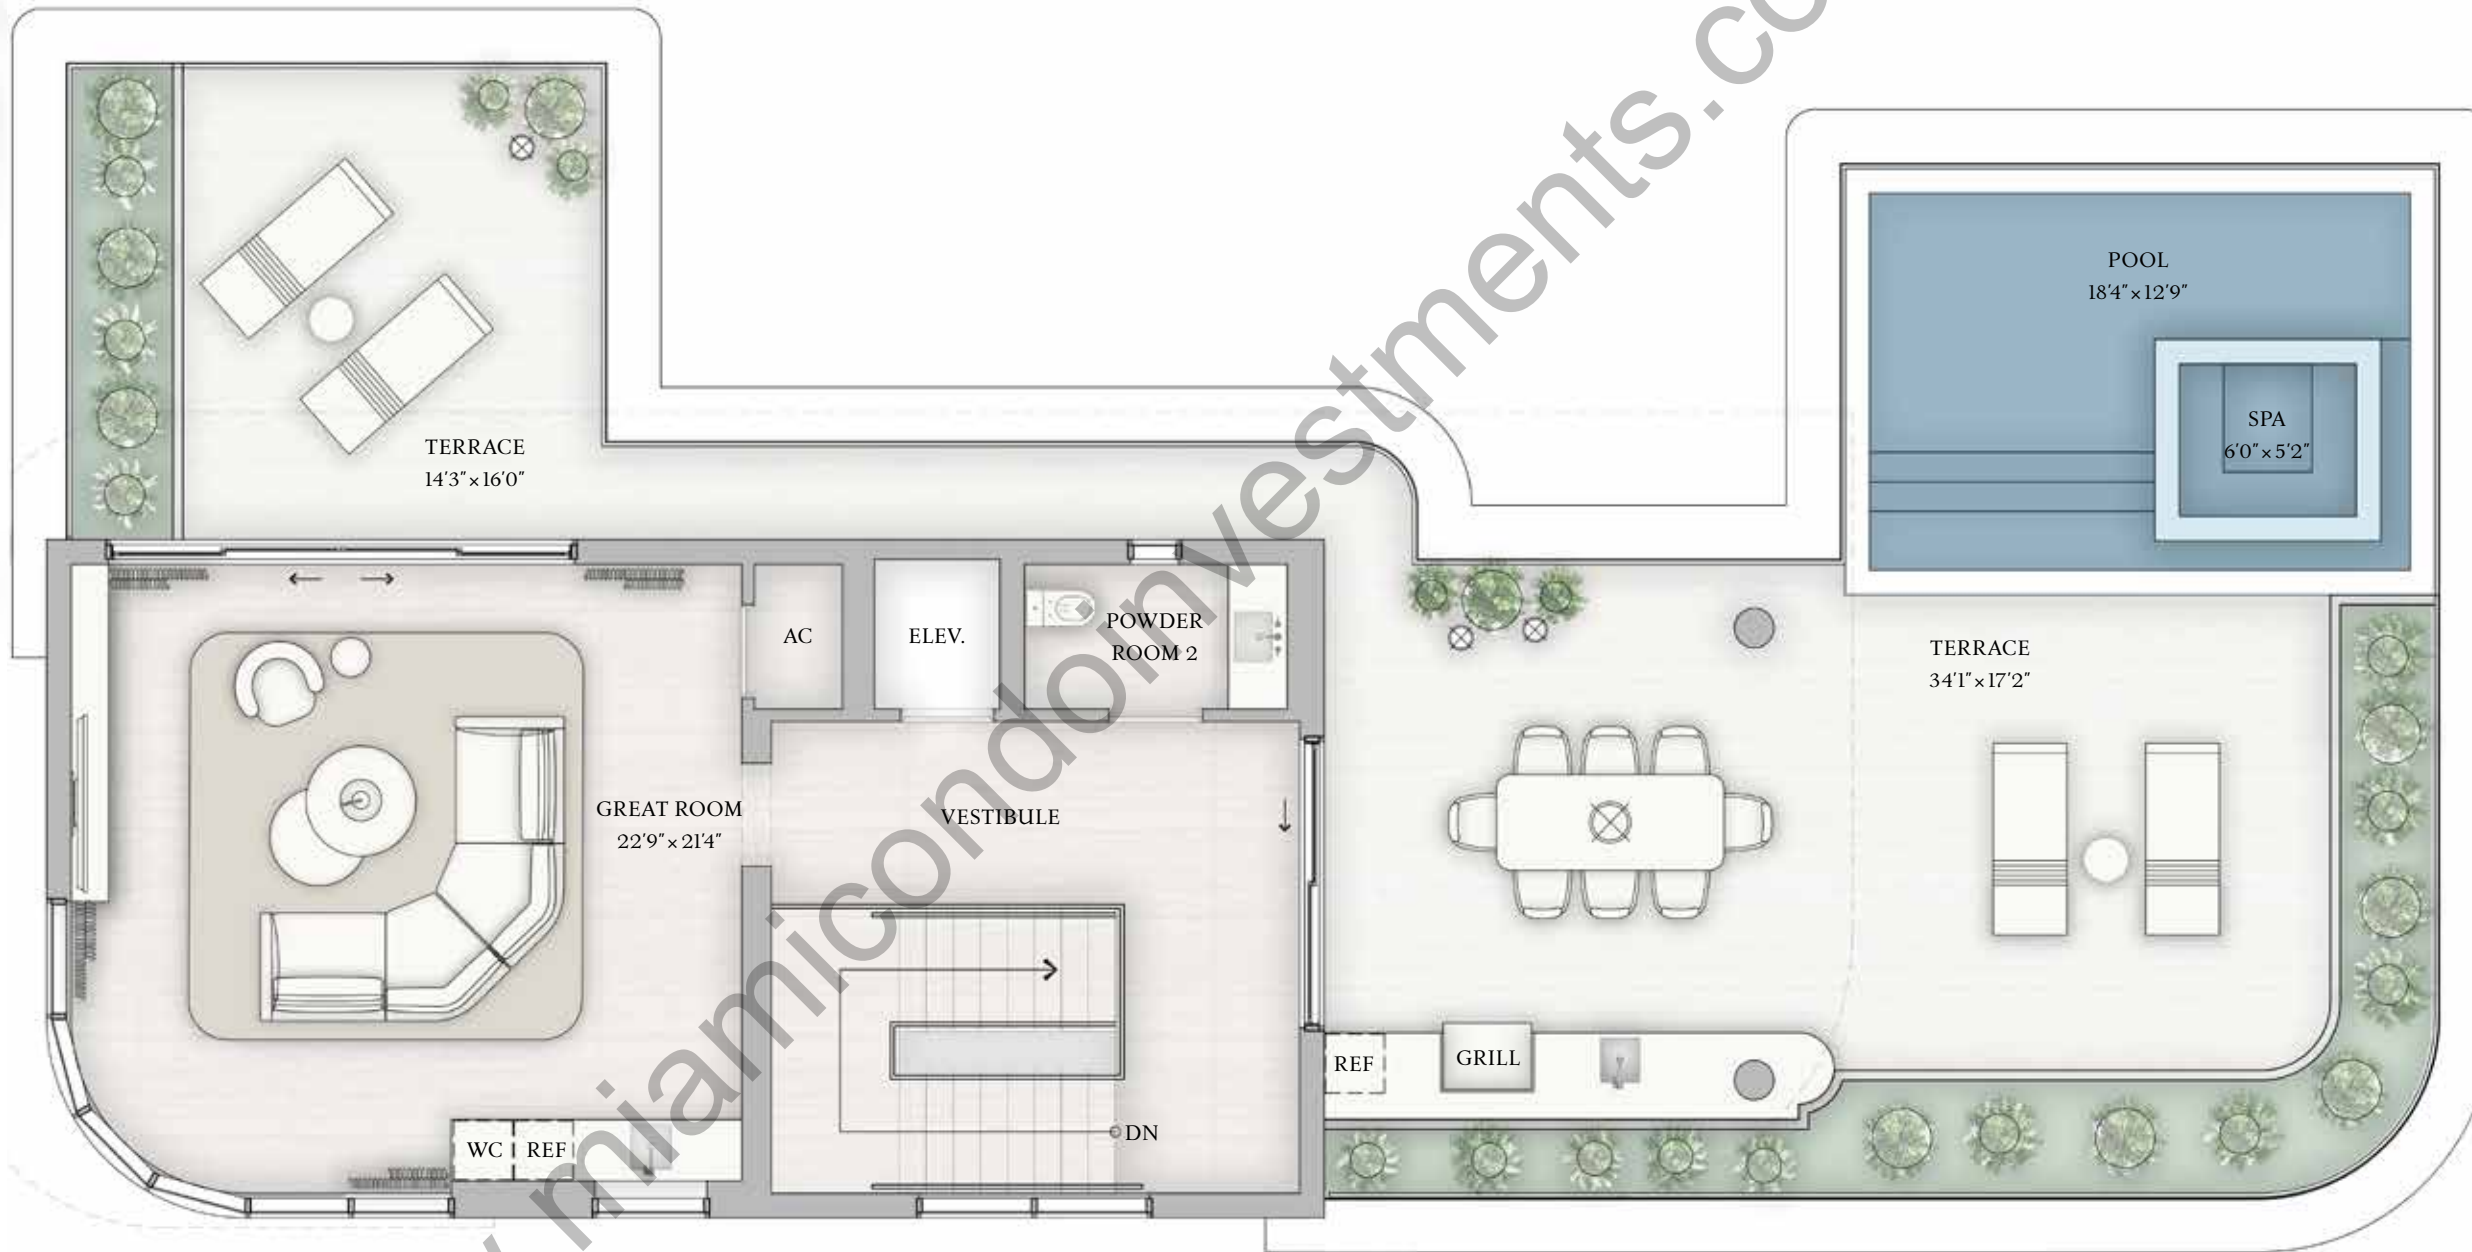 TERRACE
14'3"×16'0"
POOL
18'4"×12'9"
SPA
6'0"×5'2"
AC
ELEV.
POWDER
ROOM 2
TERRACE
34'1"×17'2"
GREAT ROOM
22'9"×21'4"
VESTIBULE
REF
GRILL
WC
REF
DN
miamicondoinvestments.co